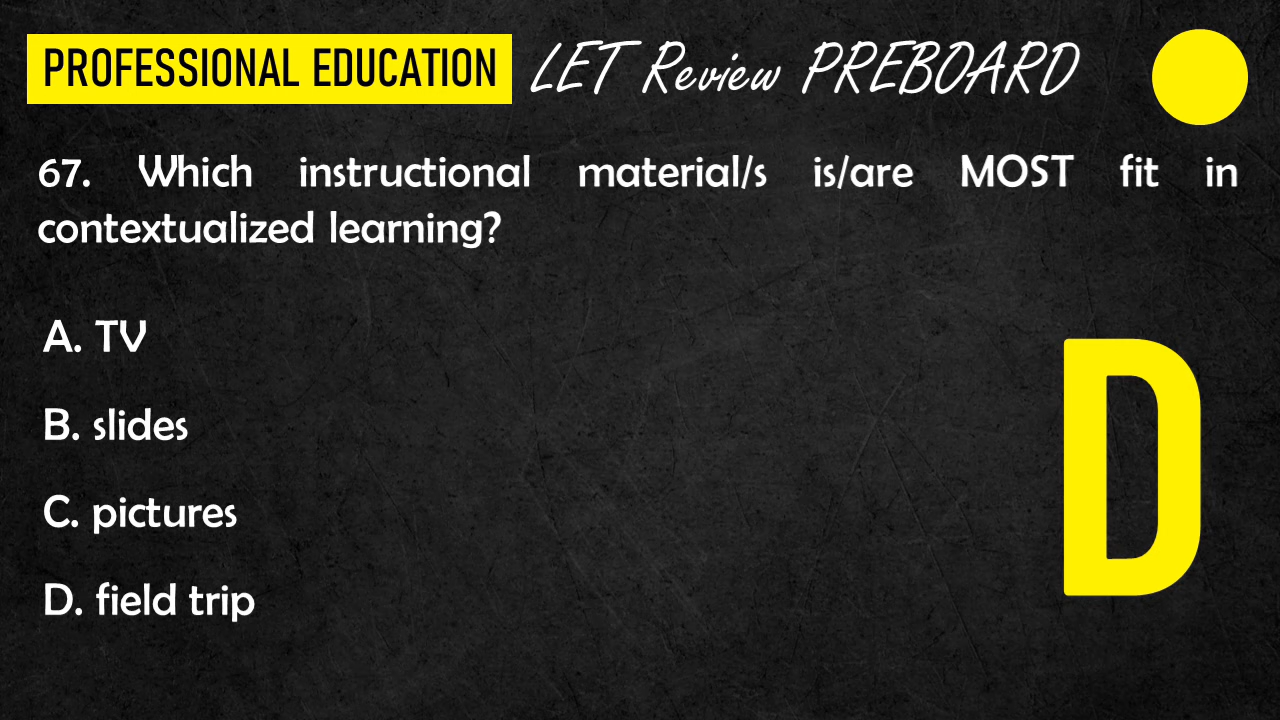 PROFESSIONAL EDUCATION LET Review PREBOARD
67. Which instructional material/s is/are MOST fit in
contextualized learning?
A. TV
B. slides
C. pictures
D. field trip
D